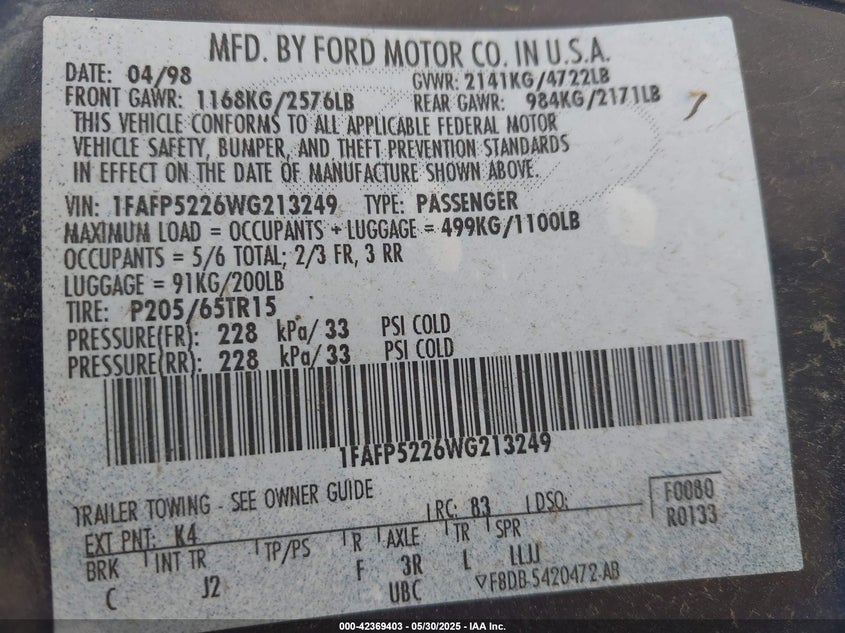 MFD. BY FORD MOTOR CO. IN U.S.A.
DATE: 04/98 GVWR: 2141KG/4722LB
FRONT GAWR: 1168KG/2576LB REAR GAWR: 984KG/2171LB
THIS VEHICLE CONFORMS TO ALL APPLICABLE FEDERAL MOTOR
VEHICLE SAFETY, BUMPER, AND THEFT PREVENTION STANDARDS
IN EFFECT ON THE DATE OF MANUFACTURE SHOWN ABOVE.
VIN: 1FAFP5226WG213249 TYPE: PASSENGER
MAXIMUM LOAD = OCCUPANTS + LUGGAGE = 499KG/1100LB
OCCUPANTS = 5/6 TOTAL; 2/3 FR, 3 RR
LUGGAGE = 91KG/200LB
TIRE: P205/65TR15
PRESSURE(FR): 228 kPa/ 33 PSI COLD
PRESSURE(RR): 228 kPa/ 33 PSI COLD
1FAFP5226WG213249
TRAILER TOWING - SEE OWNER GUIDE
EXT PNT: K4 RC: 83 DSO: F0080
R0133
BRK INT TR TP/PS R AXLE TR SPR
C J2 F 3R L LLJJ
UBC ▽F8DB-5420472-AB
000-42369403 - 05/30/2025 - IAA Inc.